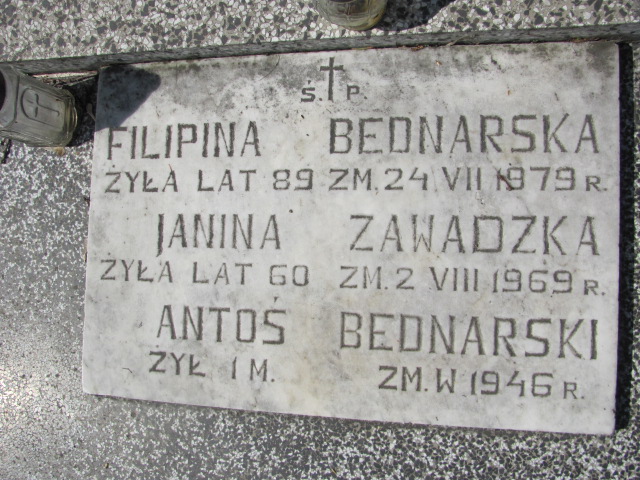 Ś. P.
FILIPINA BEDNARSKA
ŻYŁA LAT 89 ZM. 24 VII 1979 R.
JANINA ZAWADZKA
ŻYŁA LAT 60 ZM. 2 VIII 1969 R.
ANTOŚ BEDNARSKI
ŻYŁ 1 M. ZM. W 1946 R.